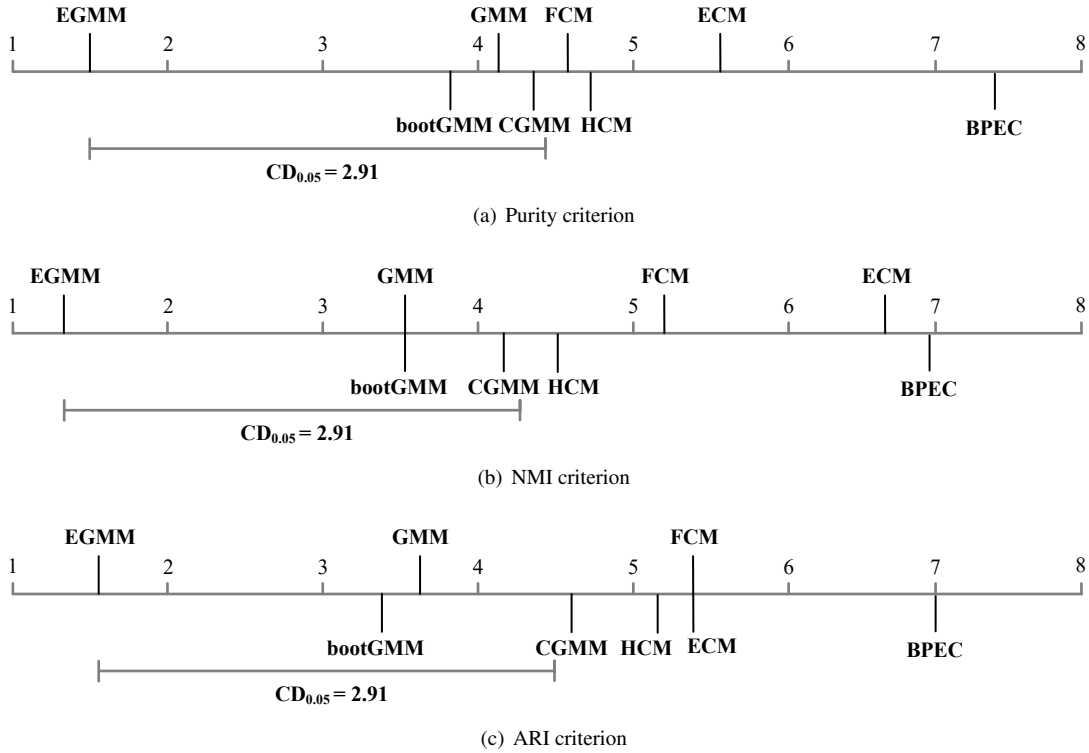 EGMM GMM FCM ECM
1 2 3 4 5 6 7 8
bootGMM CGMM HCM BPEC
CD0.05 = 2.91
(a) Purity criterion
EGMM GMM FCM ECM
1 2 3 4 5 6 7 8
bootGMM CGMM HCM BPEC
CD0.05 = 2.91
(b) NMI criterion
EGMM GMM FCM
1 2 3 4 5 6 7 8
bootGMM CGMM HCM ECM BPEC
CD0.05 = 2.91
(c) ARI criterion